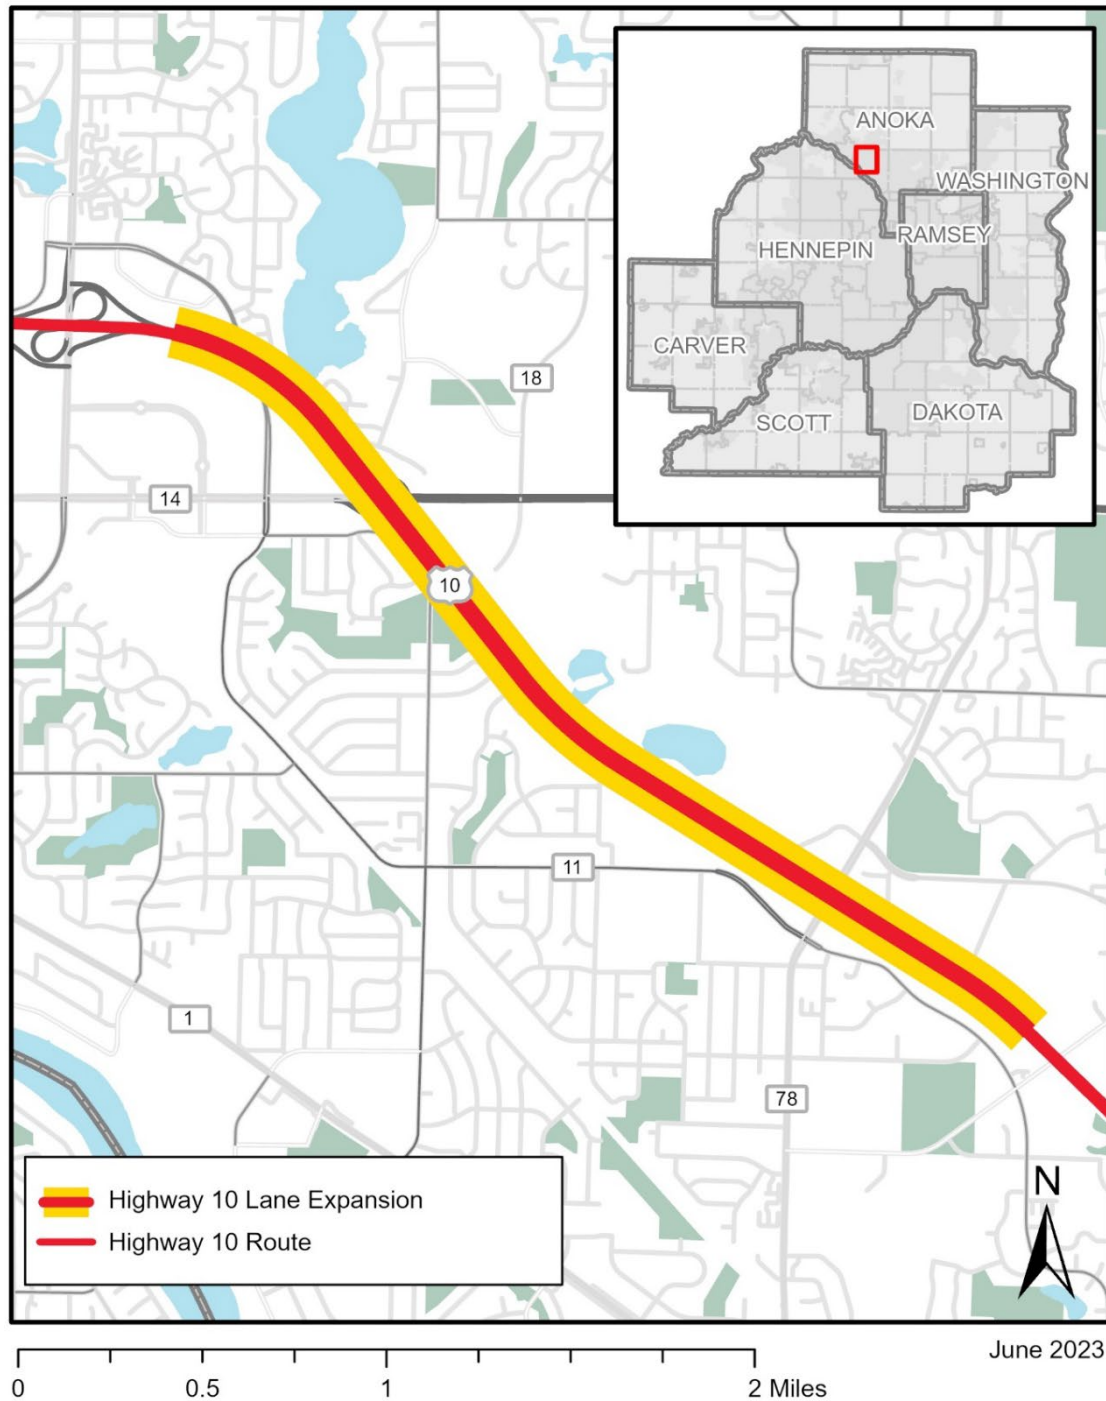 ANOKA
WASHINGTON
RAMSEY
HENNEPIN
CARVER
SCOTT
DAKOTA
18
14
10
11
1
78
Highway 10 Lane Expansion
Highway 10 Route
N
June 2023
0 0.5 1 2 Miles